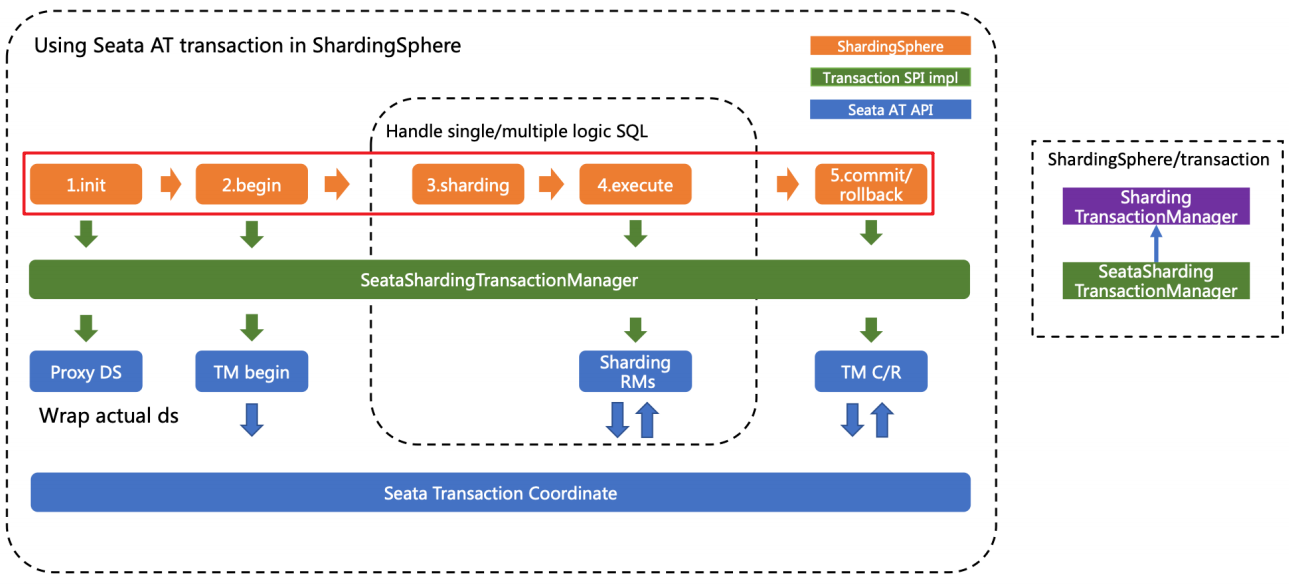 Using Seata AT transaction in ShardingSphere
ShardingSphere
Transaction SPI impl
Seata AT API
Handle single/multiple logic SQL
1.init
2.begin
3.sharding
4.execute
5.commit/
rollback
SeataShardingTransactionManager
Proxy DS
TM begin
Sharding
RMs
TM C/R
Wrap actual ds
Seata Transaction Coordinate
ShardingSphere/transaction
Sharding
TransactionManager
SeataSharding
TransactionManager